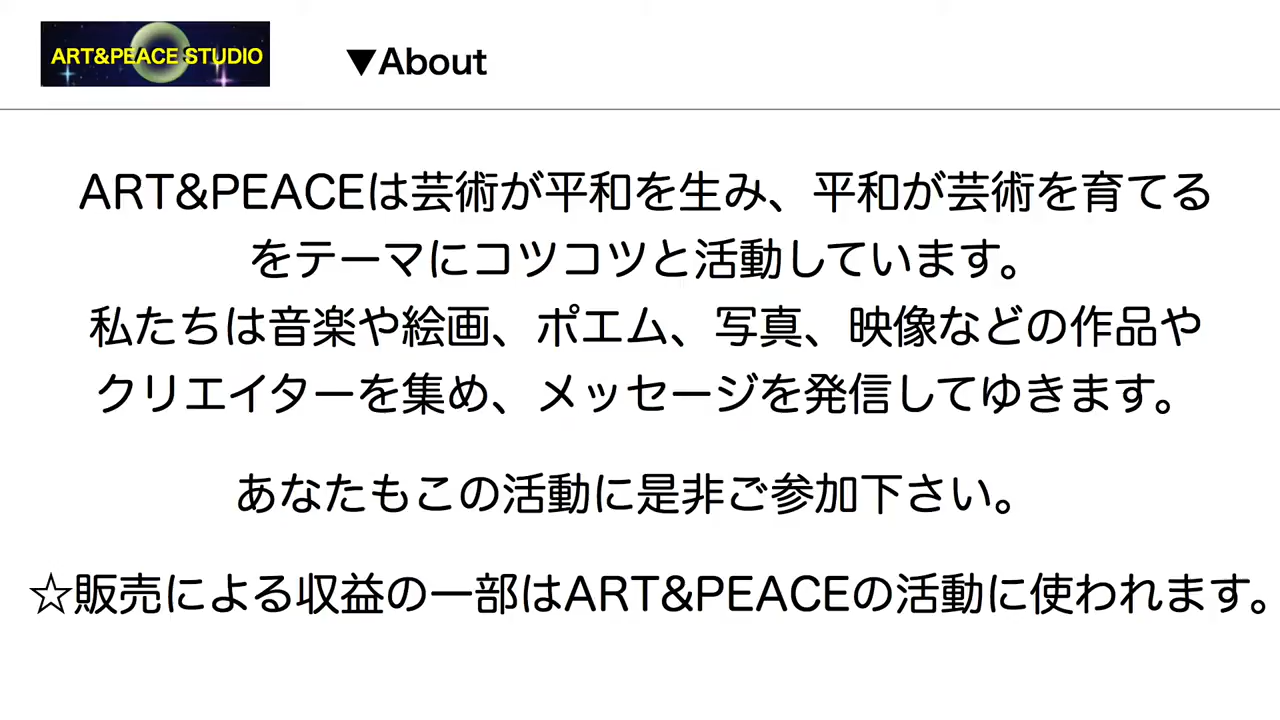 ART&PEACE STUDIO
▼About
ART&PEACEは芸術が平和を生み、平和が芸術を育てる
をテーマにコツコツと活動しています。
私たちは音楽や絵画、ポエム、写真、映像などの作品や
クリエイターを集め、メッセージを発信してゆきます。
あなたもこの活動に是非ご参加下さい。
☆販売による収益の一部はART&PEACEの活動に使われます。